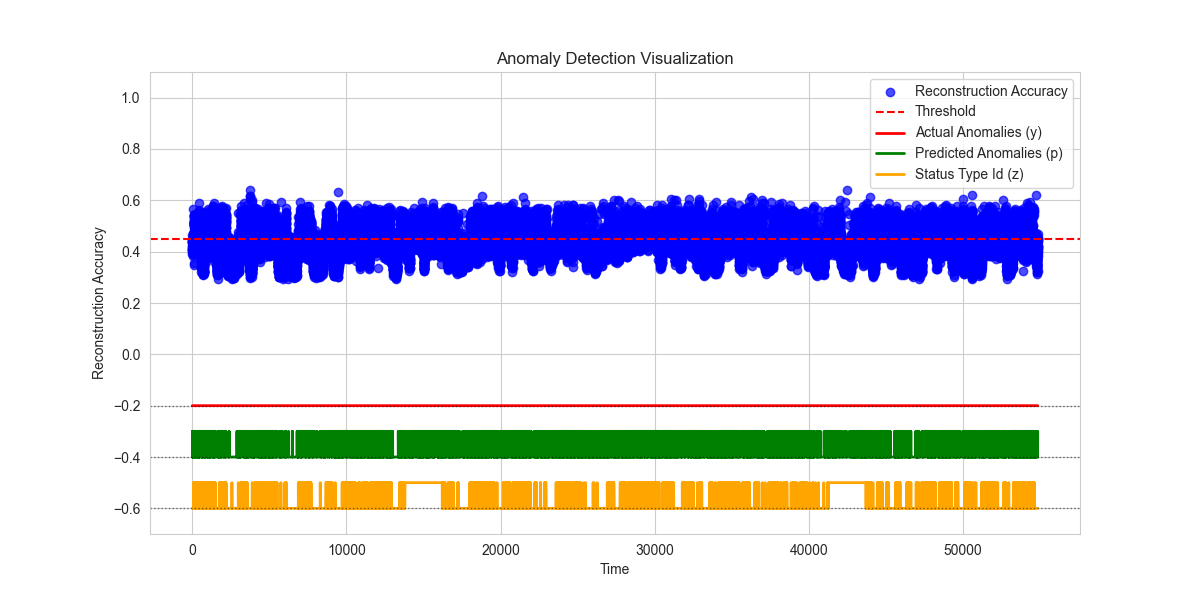 Anomaly Detection Visualization
Reconstruction Accuracy
Threshold
Actual Anomalies (y)
Predicted Anomalies (p)
Status Type Id (z)
Reconstruction Accuracy
1.0
0.8
0.6
0.4
0.2
0.0
−0.2
−0.4
−0.6
0 10000 20000 30000 40000 50000
Time